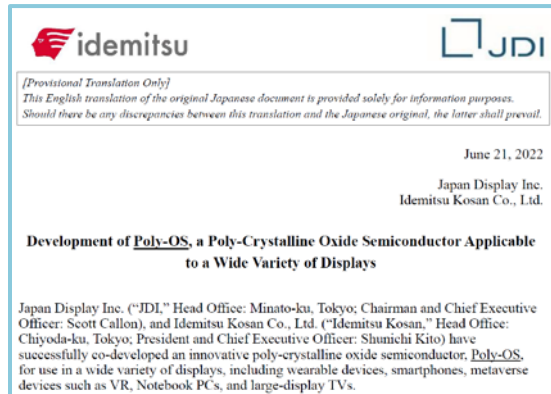 idemitsu
JDI
[Provisional Translation Only]
This English translation of the original Japanese document is provided solely for information purposes.
Should there be any discrepancies between this translation and the Japanese original, the latter shall prevail.
June 21, 2022
Japan Display Inc.
Idemitsu Kosan Co., Ltd.
Development of Poly-OS, a Poly-Crystalline Oxide Semiconductor Applicable
to a Wide Variety of Displays
Japan Display Inc. (“JDI,” Head Office: Minato-ku, Tokyo; Chairman and Chief Executive
Officer: Scott Callon), and Idemitsu Kosan Co., Ltd. (“Idemitsu Kosan,” Head Office:
Chiyoda-ku, Tokyo; President and Chief Executive Officer: Shunichi Kito) have
successfully co-developed an innovative poly-crystalline oxide semiconductor, Poly-OS,
for use in a wide variety of displays, including wearable devices, smartphones, metaverse
devices such as VR, Notebook PCs, and large-display TVs.